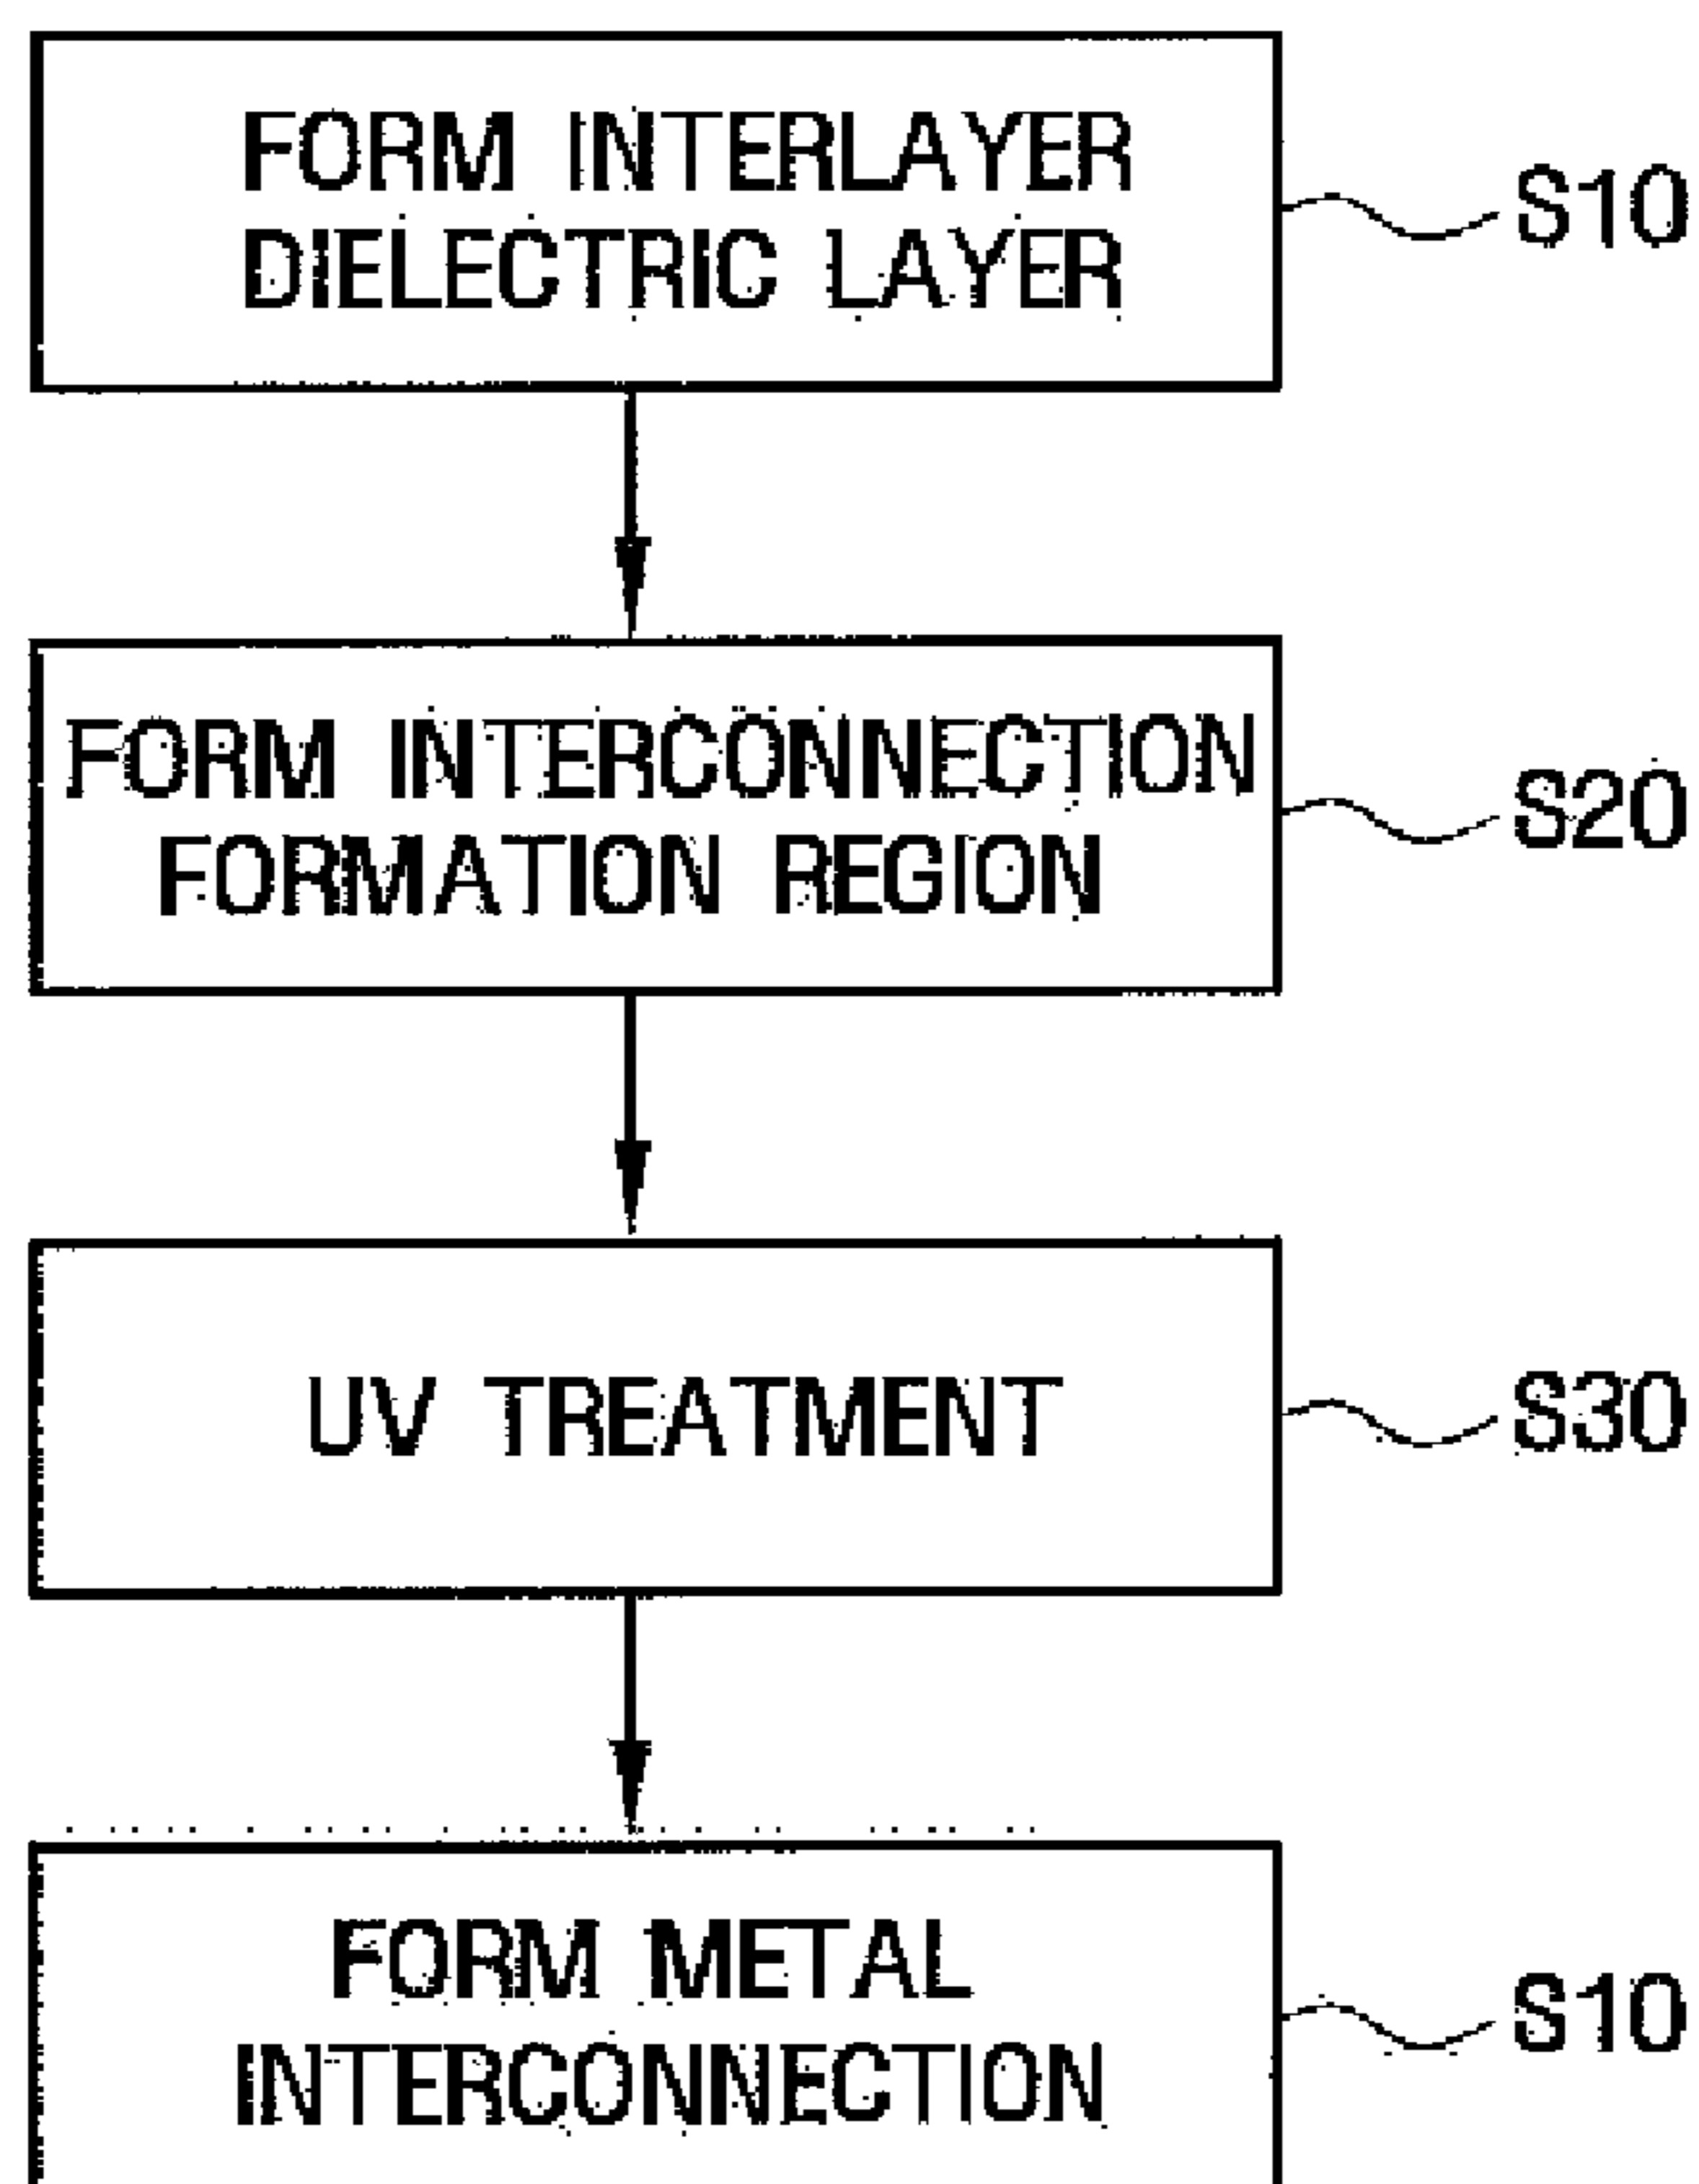 FORM INTERLAYER
DIELECTRIC LAYER
S10
FORM INTERCONNECTION
FORMATION REGION
S20
UV TREATMENT
S30
FORM METAL
INTERCONNECTION
S10